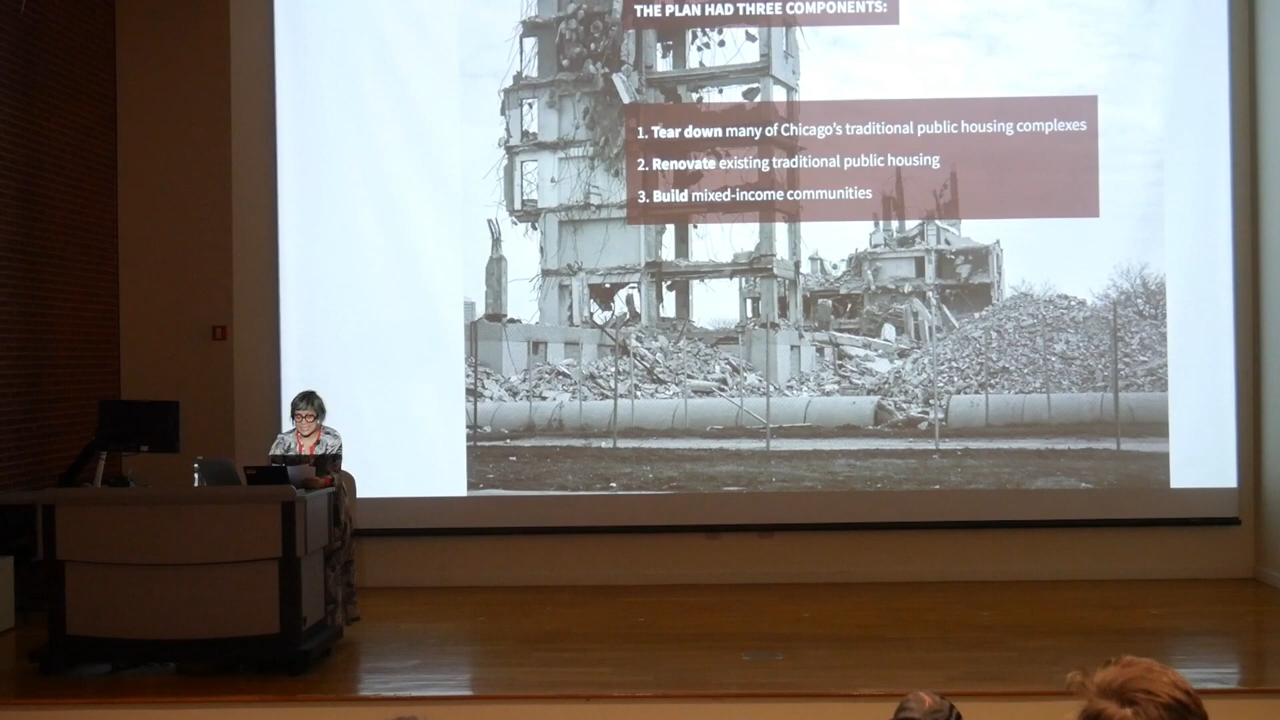 THE PLAN HAD THREE COMPONENTS:
1. Tear down many of Chicago's traditional public housing complexes
2. Renovate existing traditional public housing
3. Build mixed-income communities